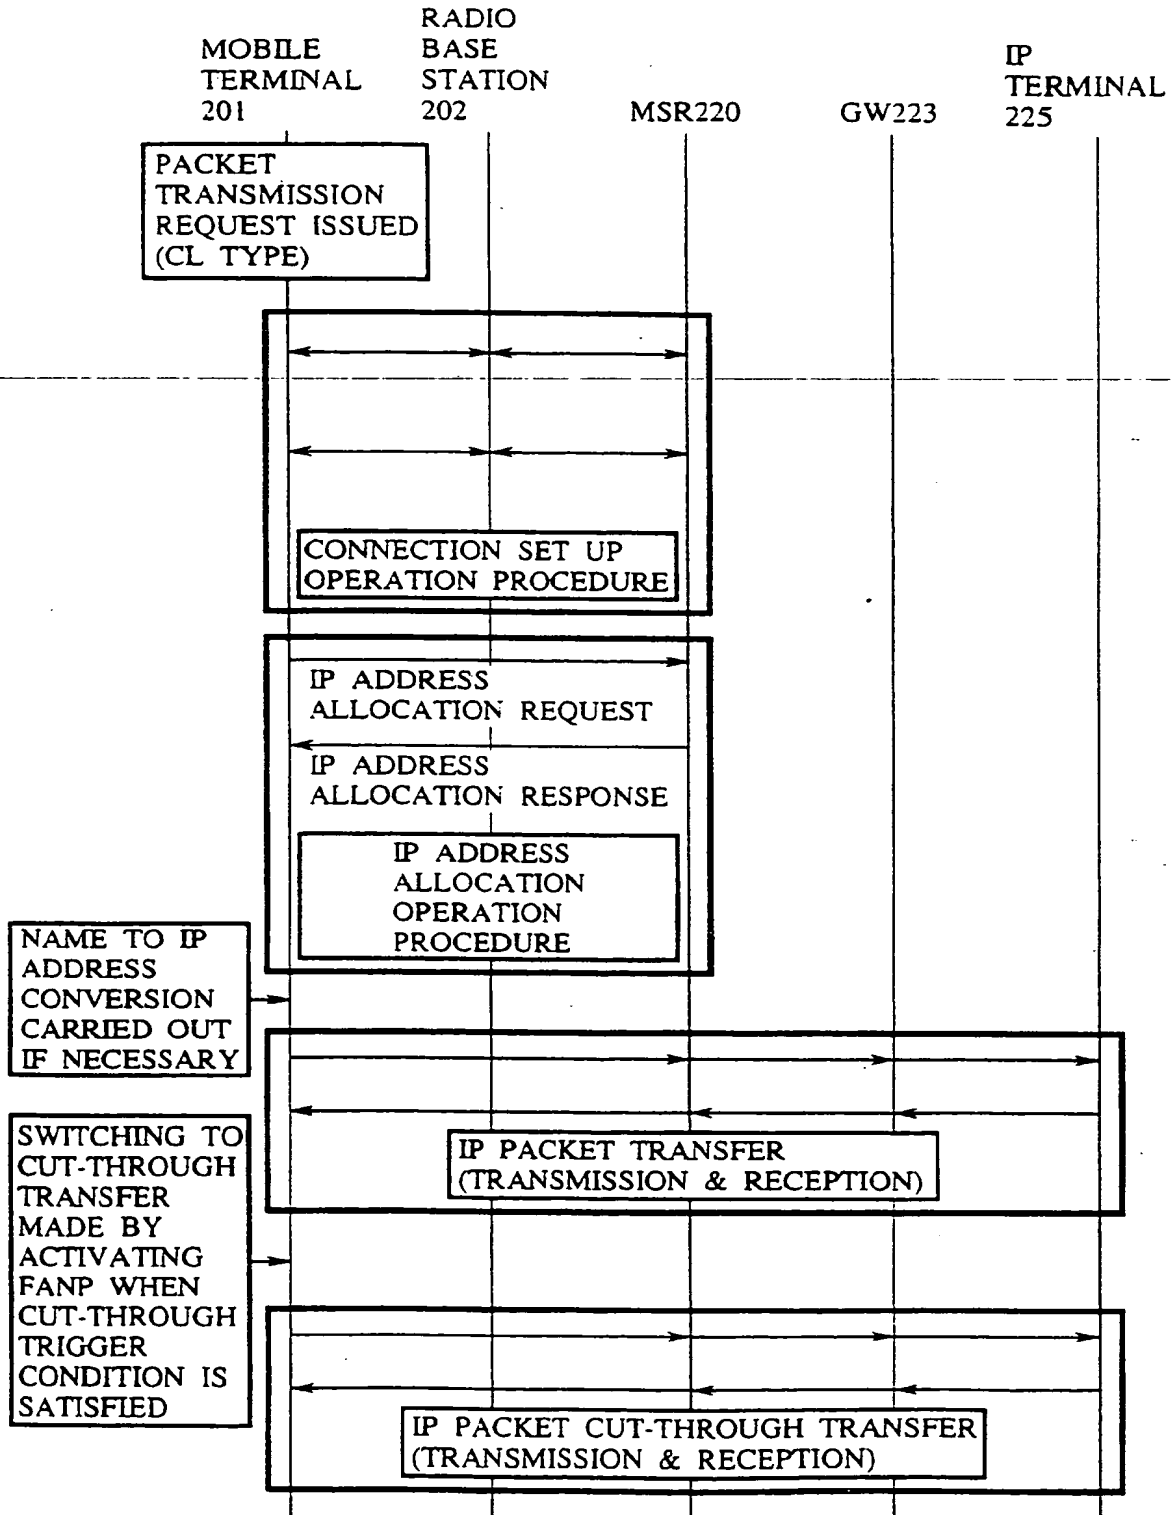 MOBILE
TERMINAL
201
RADIO
BASE
STATION
202
MSR220
GW223
IP
TERMINAL
225
PACKET
TRANSMISSION
REQUEST ISSUED
(CL TYPE)
CONNECTION SET UP
OPERATION PROCEDURE
IP ADDRESS
ALLOCATION REQUEST
IP ADDRESS
ALLOCATION RESPONSE
IP ADDRESS
ALLOCATION
OPERATION
PROCEDURE
NAME TO IP
ADDRESS
CONVERSION
CARRIED OUT
IF NECESSARY
IP PACKET TRANSFER
(TRANSMISSION & RECEPTION)
SWITCHING TO
CUT-THROUGH
TRANSFER
MADE BY
ACTIVATING
FANP WHEN
CUT-THROUGH
TRIGGER
CONDITION IS
SATISFIED
IP PACKET CUT-THROUGH TRANSFER
(TRANSMISSION & RECEPTION)